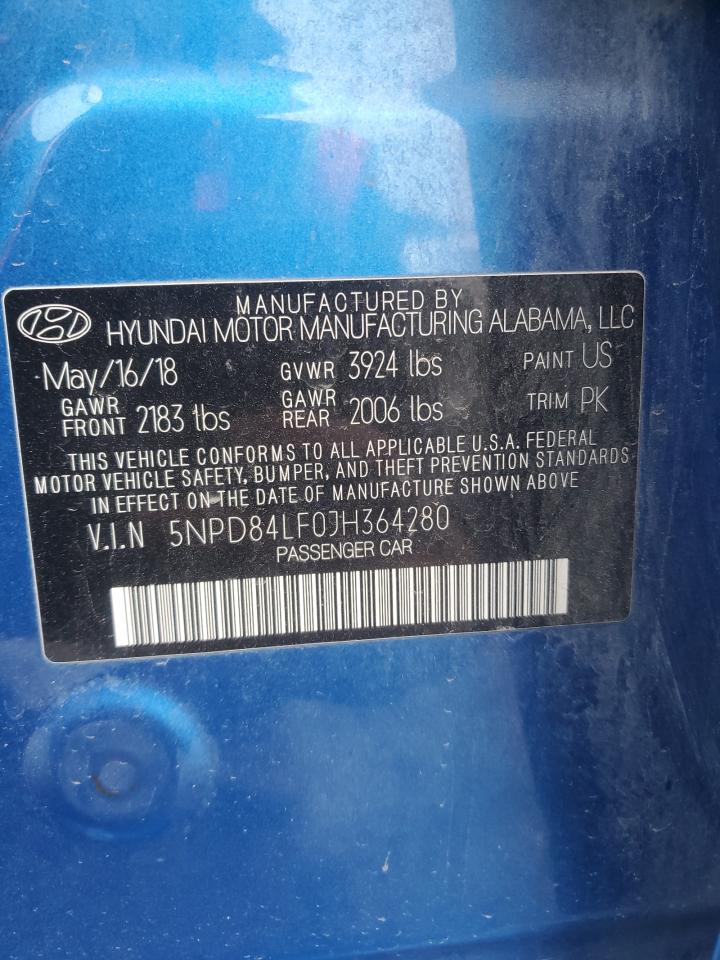 MANUFACTURED BY
HYUNDAI MOTOR MANUFACTURING ALABAMA, LLC
May/16/18 GVWR 3924 lbs PAINT US
GAWR FRONT 2183 lbs GAWR REAR 2006 lbs TRIM PK
THIS VEHICLE CONFORMS TO ALL APPLICABLE U.S.A. FEDERAL
MOTOR VEHICLE SAFETY, BUMPER, AND THEFT PREVENTION STANDARDS
IN EFFECT ON THE DATE OF MANUFACTURE SHOWN ABOVE
V.I.N 5NPD84LF0JH364280
PASSENGER CAR